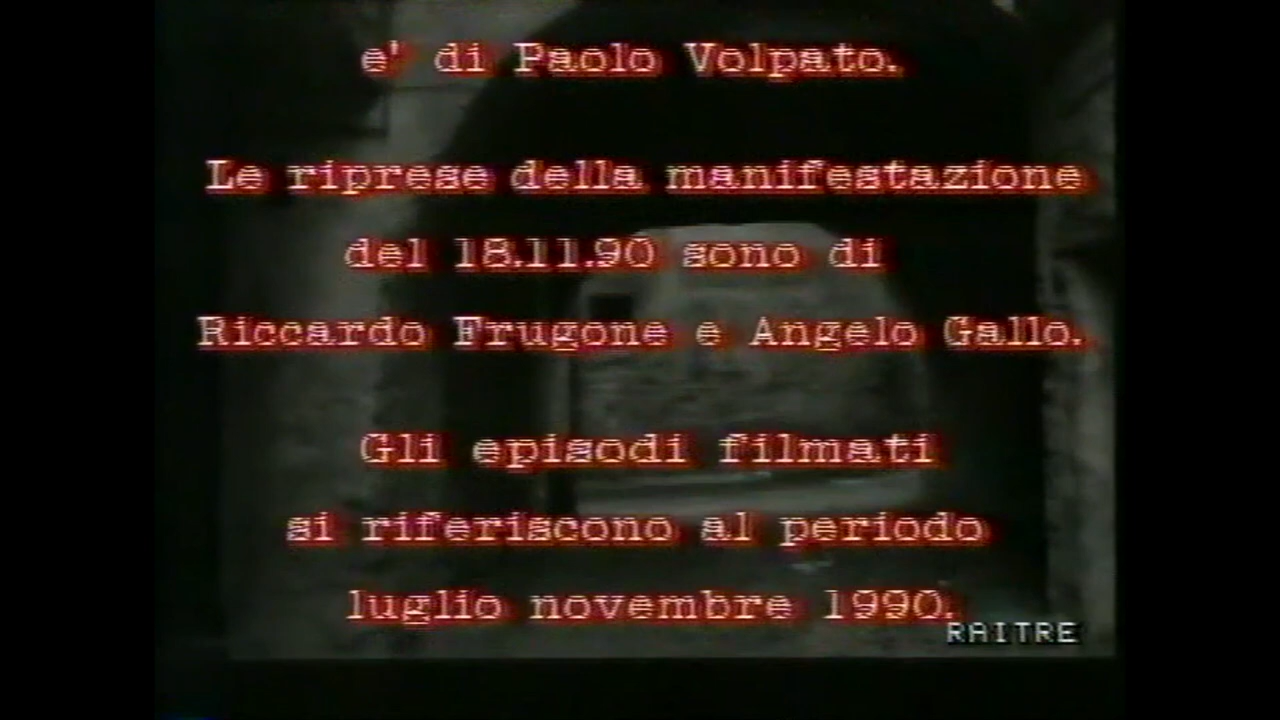 e' di Paolo Volpato.
Le riprese della manifestazione
del 18.11.90 sono di
Riccardo Frugone e Angelo Gallo.
Gli episodi filmati
si riferiscono al periodo
luglio novembre 1990.
RAITRE